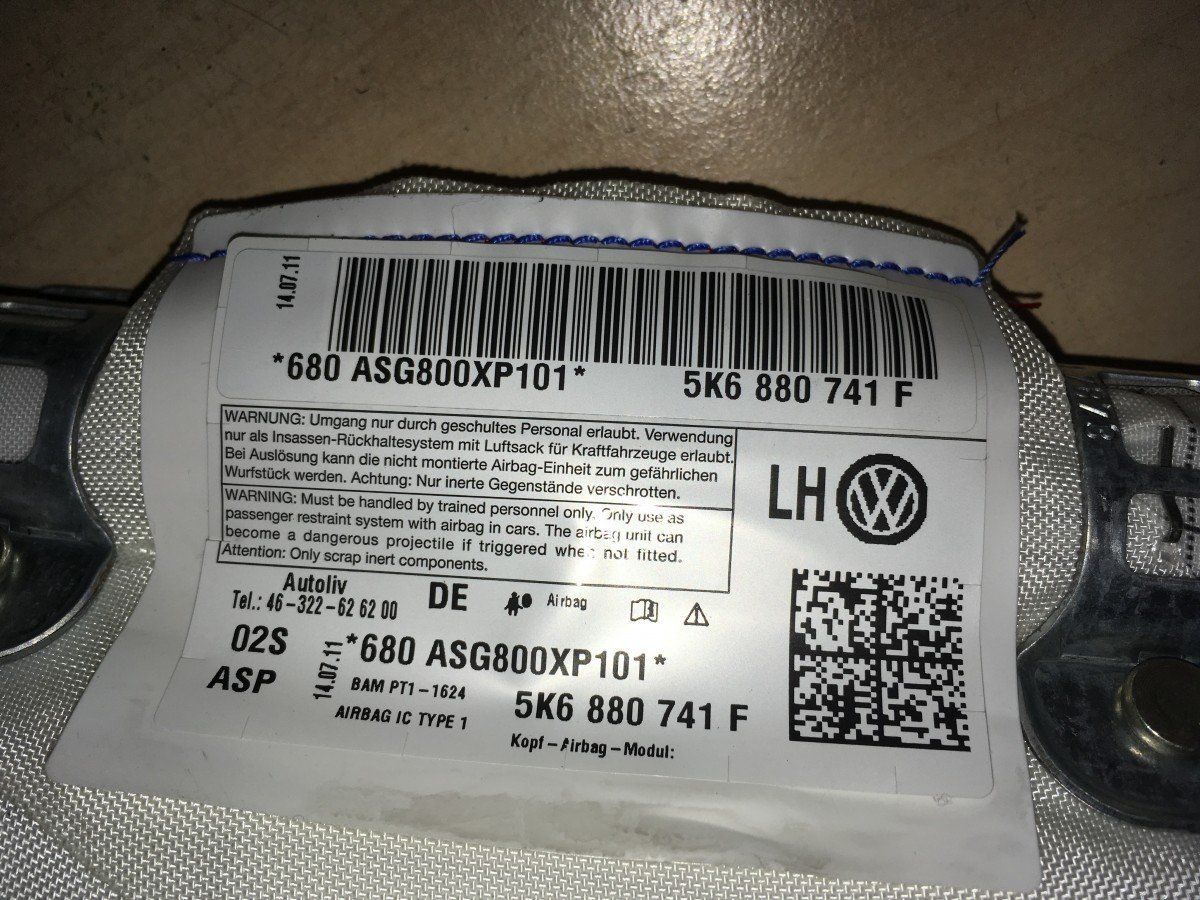 14.07.11
*680 ASG800XP101* 5K6 880 741 F
WARNUNG: Umgang nur durch geschultes Personal erlaubt. Verwendung
nur als Insassen-Rückhaltesystem mit Luftsack für Kraftfahrzeuge erlaubt.
Bei Auslösung kann die nicht montierte Airbag-Einheit zum gefährlichen
Wurfstück werden. Achtung: Nur inerte Gegenstände verschrotten.
WARNING: Must be handled by trained personnel only. Only use as
passenger restraint system with airbag in cars. The airbag unit can
become a dangerous projectile if triggered when not fitted.
Attention: Only scrap inert components.
LH
Autoliv
Tel.: 46-322-62 62 00
DE
Airbag
02S
ASP
14.07.11
*680 ASG800XP101*
BAM PT1-1624
5K6 880 741 F
AIRBAG IC TYPE 1
Kopf-Airbag-Modul: